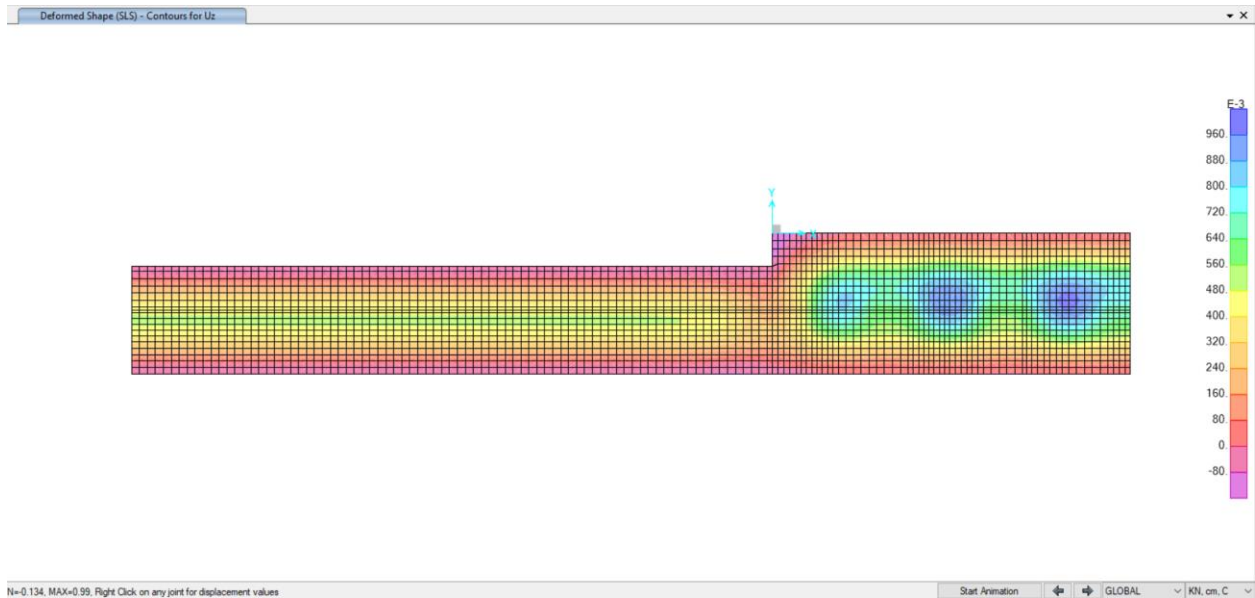 Deformed Shape (SLS) - Contours for Uz
E-3
960.
880.
800.
720.
640.
560.
480.
400.
320.
240.
160.
80.
0.
-80.
Y
X
N=-0.134, MAX=0.99, Right Click on any joint for displacement values
Start Animation
GLOBAL
KN, cm, C